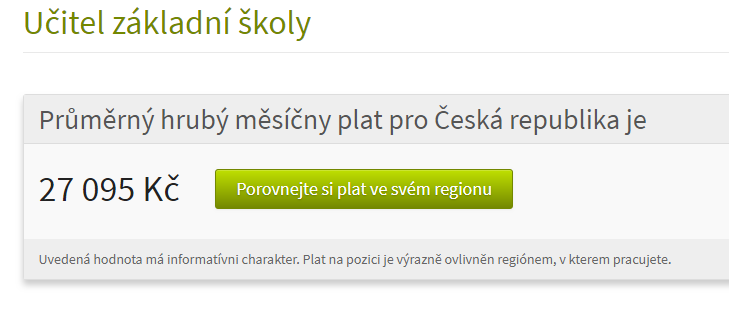 Učitel základní školy
Průměrný hrubý měsíčny plat pro Česká republika je
27 095 Kč
Porovnejte si plat ve svém regionu
Uvedená hodnota má informatívni charakter. Plat na pozici je výrazně ovlivněn regiónem, v kterem pracujete.